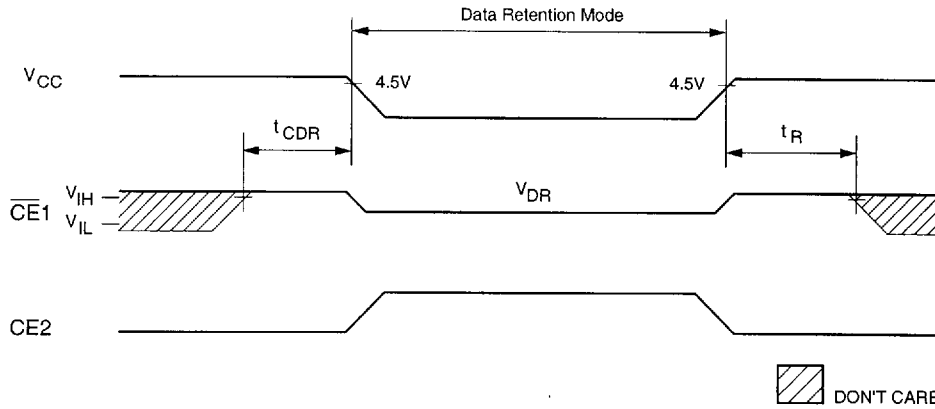 Data Retention Mode
VCC
4.5V
4.5V
tCDR
tR
VIH
CE1
VIL
VDR
CE2
DON'T CARE